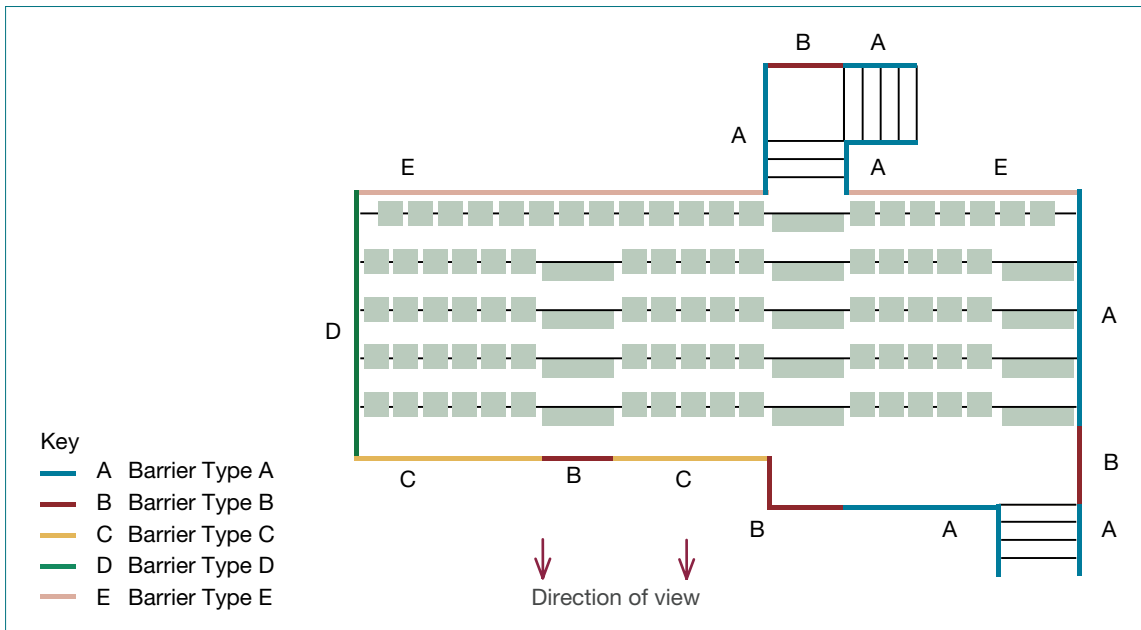 B A
A
E A E
D A
Key
A Barrier Type A
B Barrier Type B
C Barrier Type C
D Barrier Type D
E Barrier Type E
C B C B
B A A
Direction of view